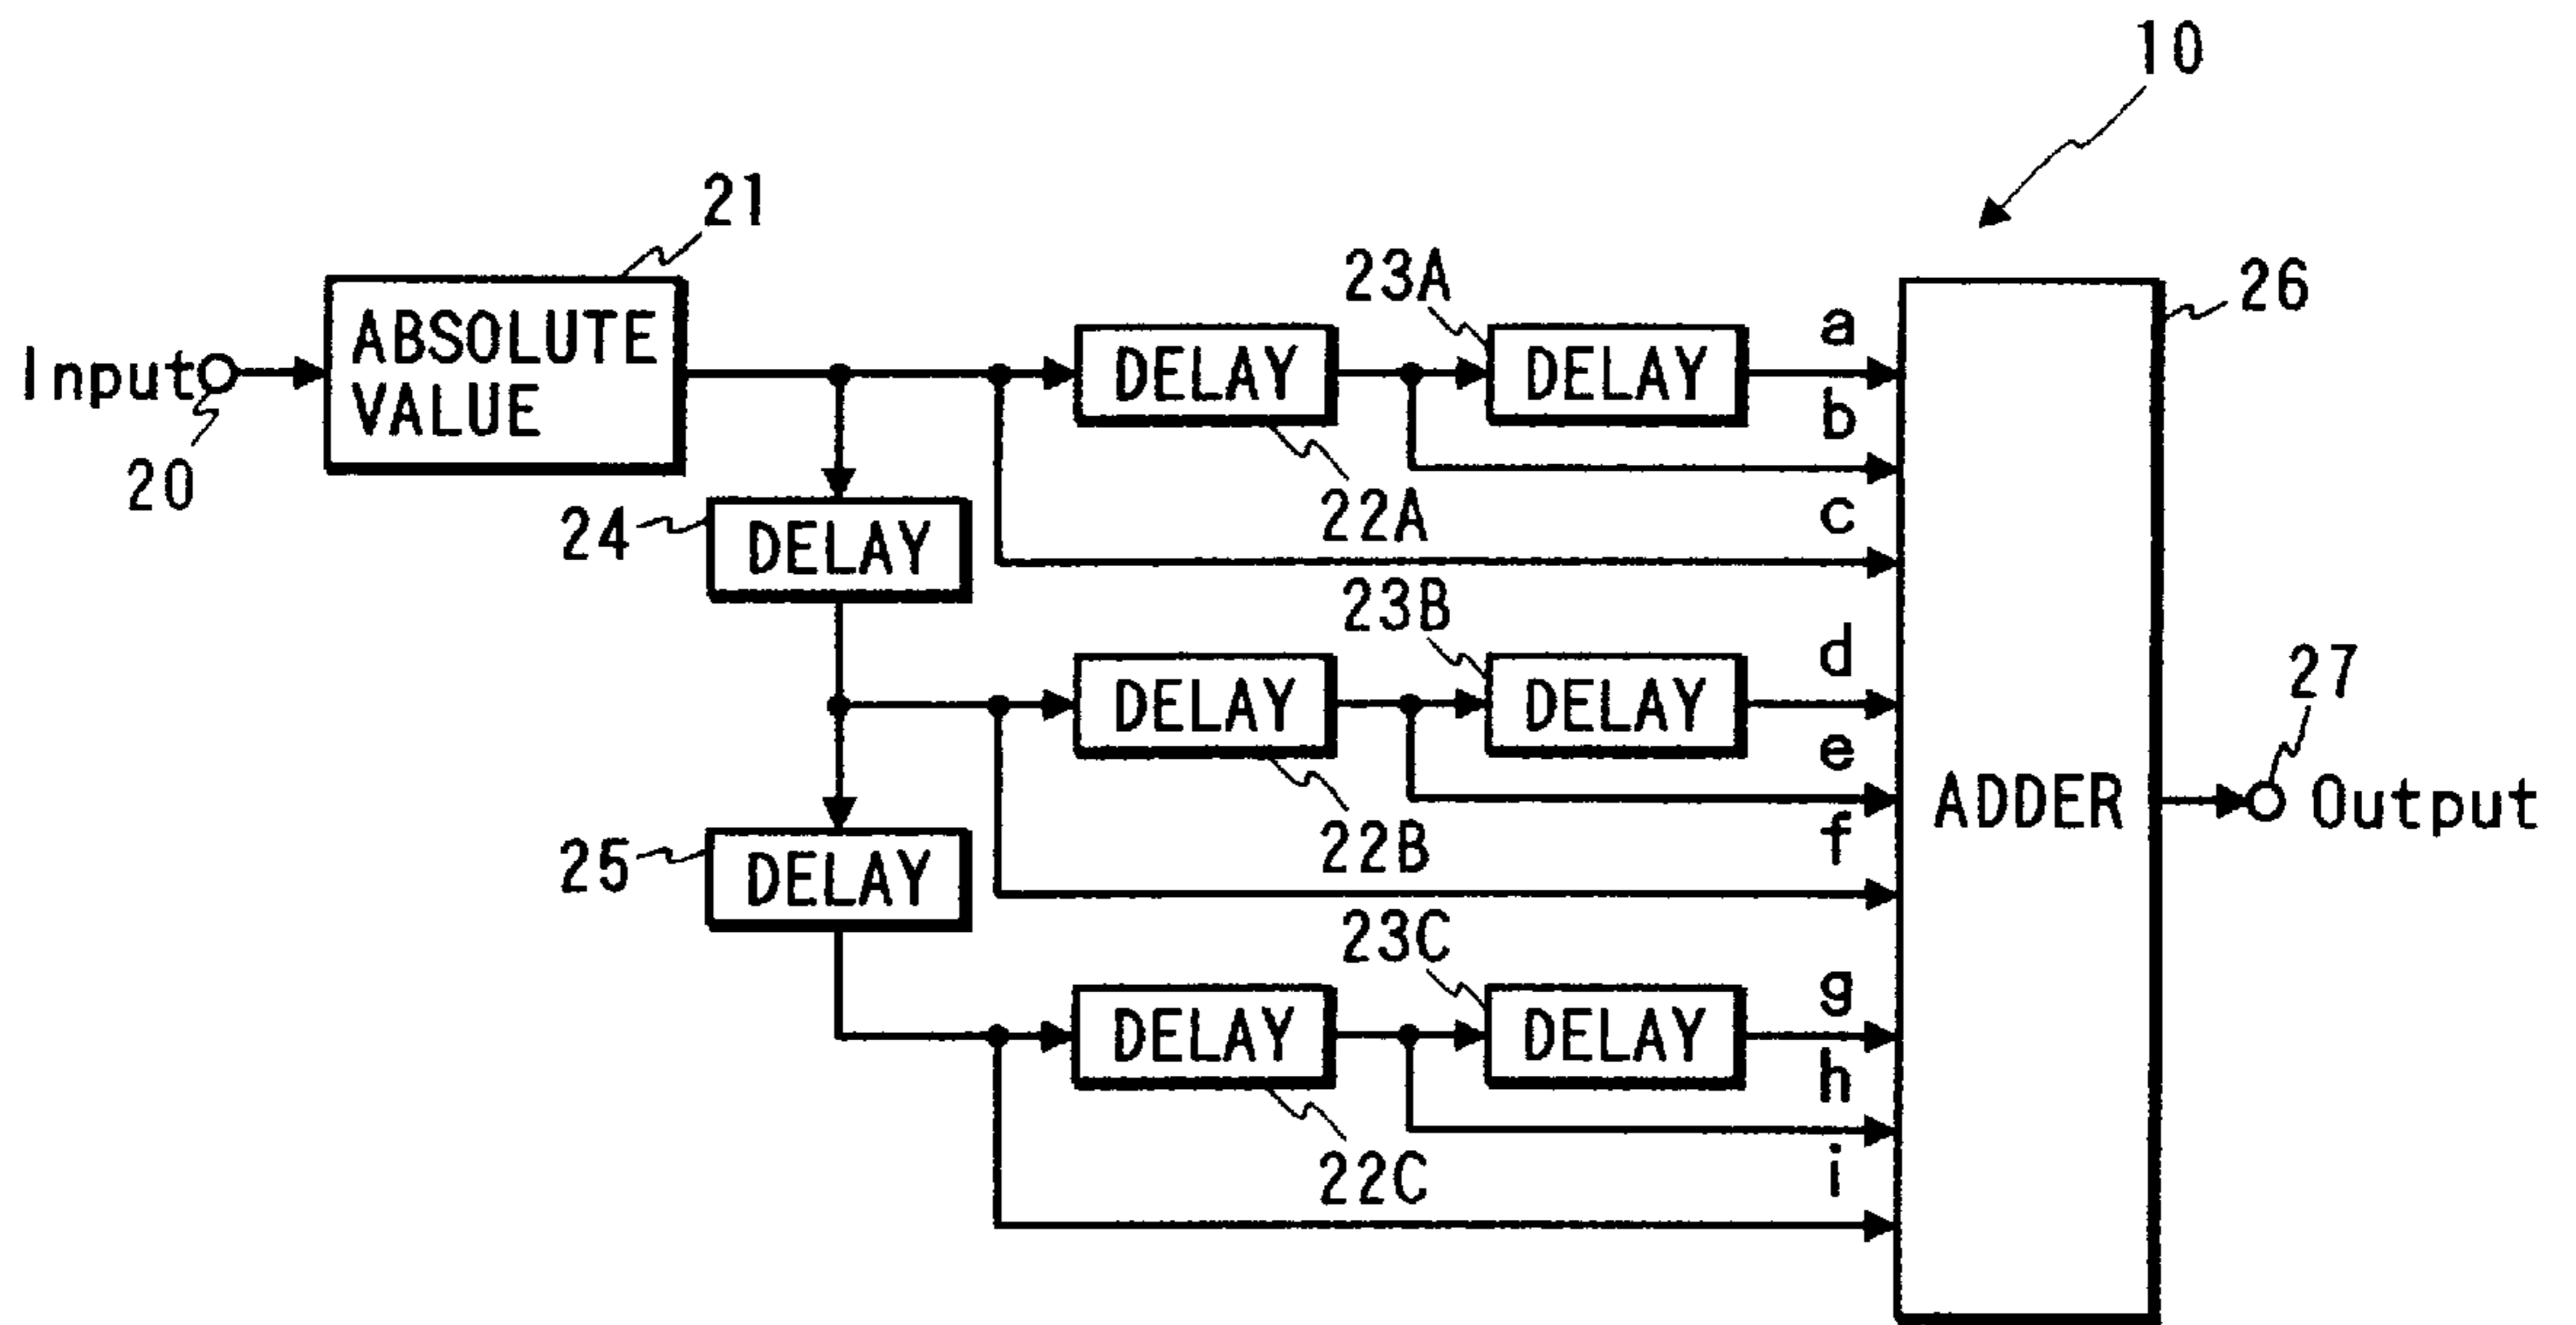 10
21
23A
26
ABSOLUTE
VALUE
Input
20
DELAY
DELAY
a
b
22A
c
24
DELAY
23B
d
DELAY
DELAY
e
27
ADDER
Output
22B
f
25
DELAY
23C
g
DELAY
DELAY
h
22C
i